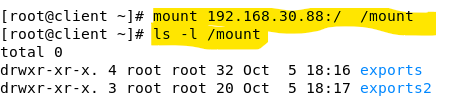 [root@client ~]# mount 192.168.30.88:/  /mount
[root@client ~]# ls -l /mount
total 0
drwxr-xr-x. 4 root root 32 Oct  5 18:16 exports
drwxr-xr-x. 3 root root 20 Oct  5 18:17 exports2